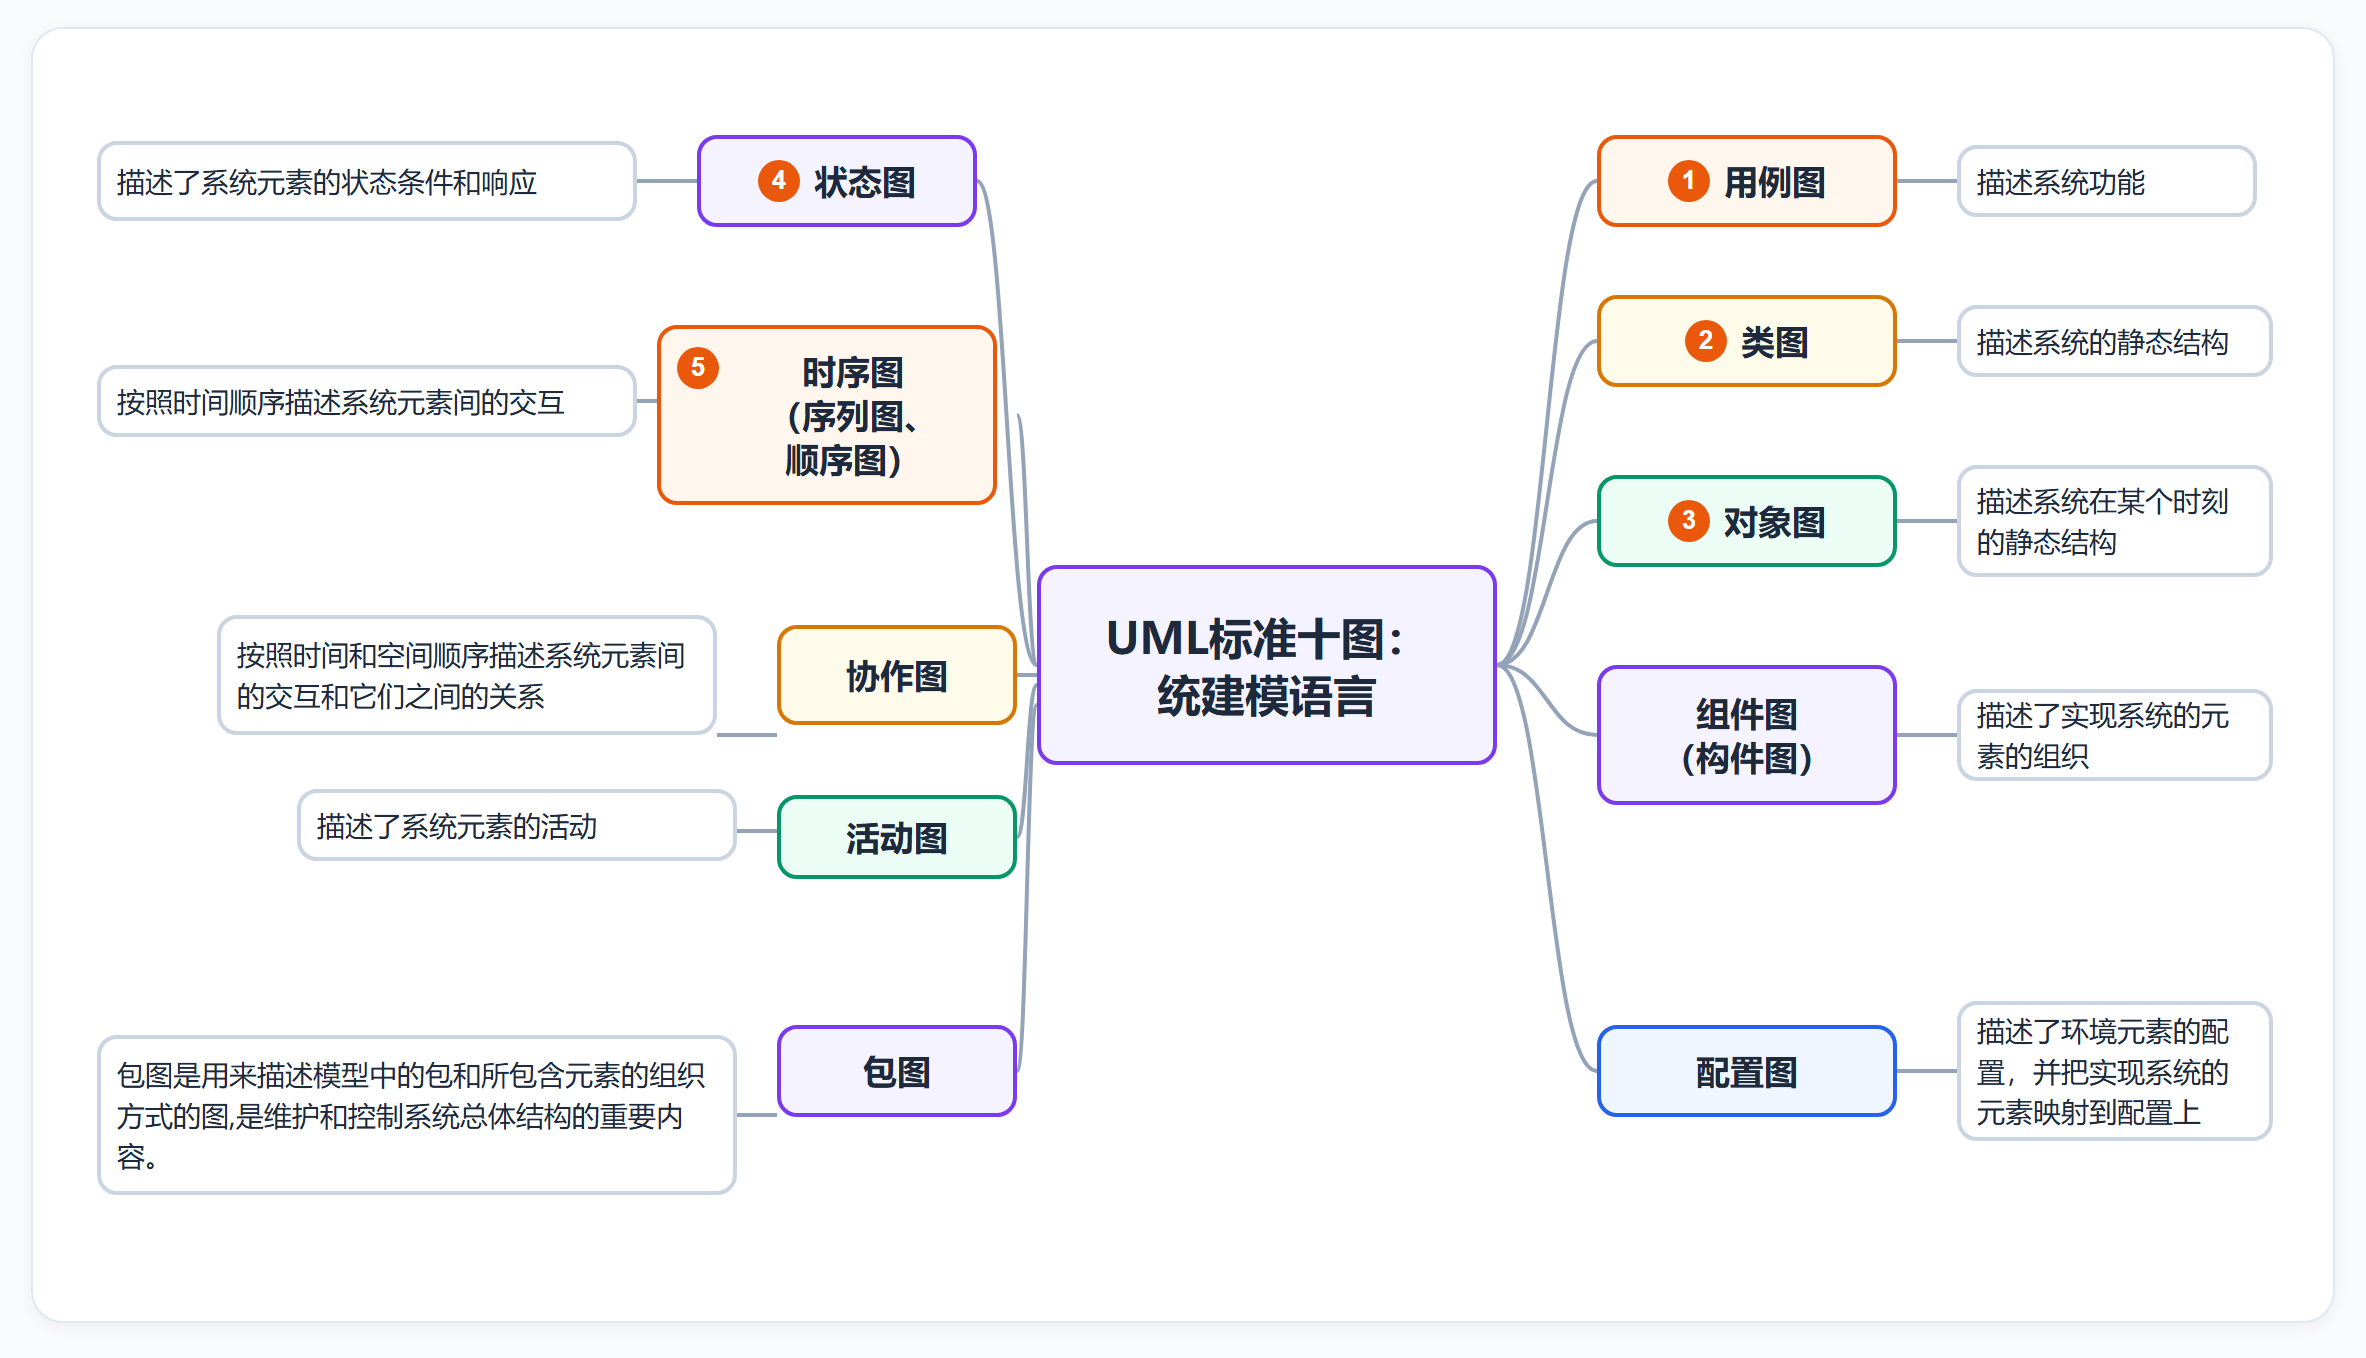 UML标准十图：
统建模语言
1 用例图
描述系统功能
2 类图
描述系统的静态结构
3 对象图
描述系统在某个时刻
的静态结构
组件图
（构件图）
描述了实现系统的元
素的组织
配置图
描述了环境元素的配
置，并把实现系统的
元素映射到配置上
4 状态图
描述了系统元素的状态条件和响应
5 时序图
（序列图、
顺序图）
按照时间顺序描述系统元素间的交互
协作图
按照时间和空间顺序描述系统元素间
的交互和它们之间的关系
活动图
描述了系统元素的活动
包图
包图是用来描述模型中的包和所包含元素的组织
方式的图,是维护和控制系统总体结构的重要内
容。